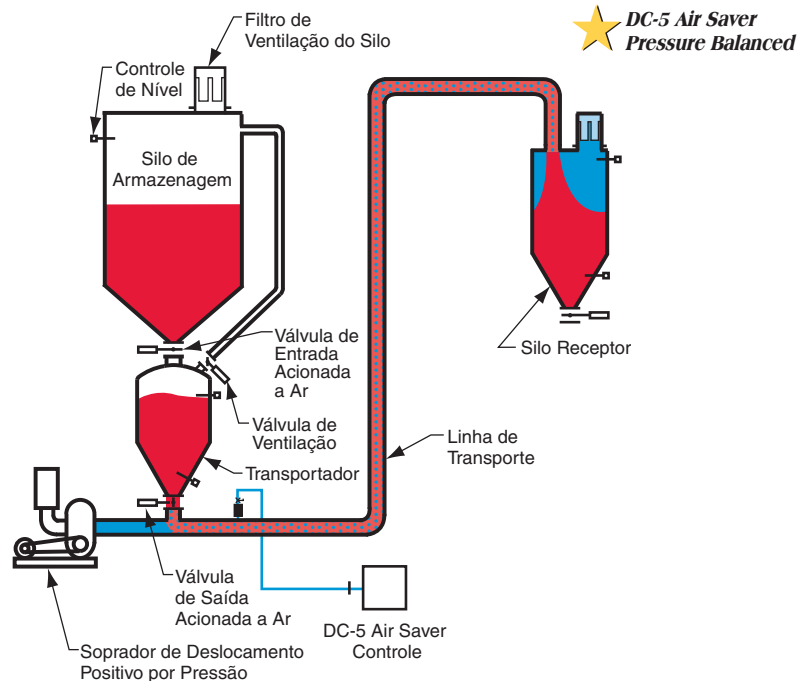 DC-5 Air Saver
Pressure Balanced
Filtro de
Ventilação do Silo
Controle
de Nível
Silo de
Armazenagem
Válvula de
Entrada
Acionada
a Ar
Silo Receptor
Válvula de
Ventilação
Linha de
Transporte
Transportador
Válvula
de Saída
Acionada a Ar
DC-5 Air Saver
Controle
Soprador de Deslocamento
Positivo por Pressão